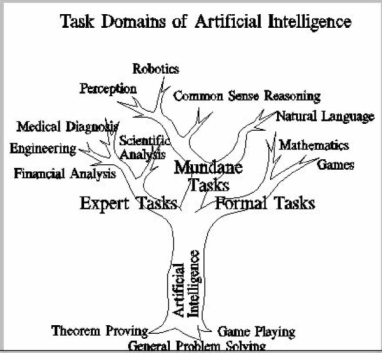 Task Domains of Artificial Intelligence
Robotics
Perception
Common Sense Reasoning
Natural Language
Medical Diagnosis
Scientific
Analysis
Engineering
Mathematics
Financial Analysis
Games
Mundane
Tasks
Expert Tasks
Formal Tasks
Artificial
Intelligence
Theorem Proving
Game Playing
General Problem Solving